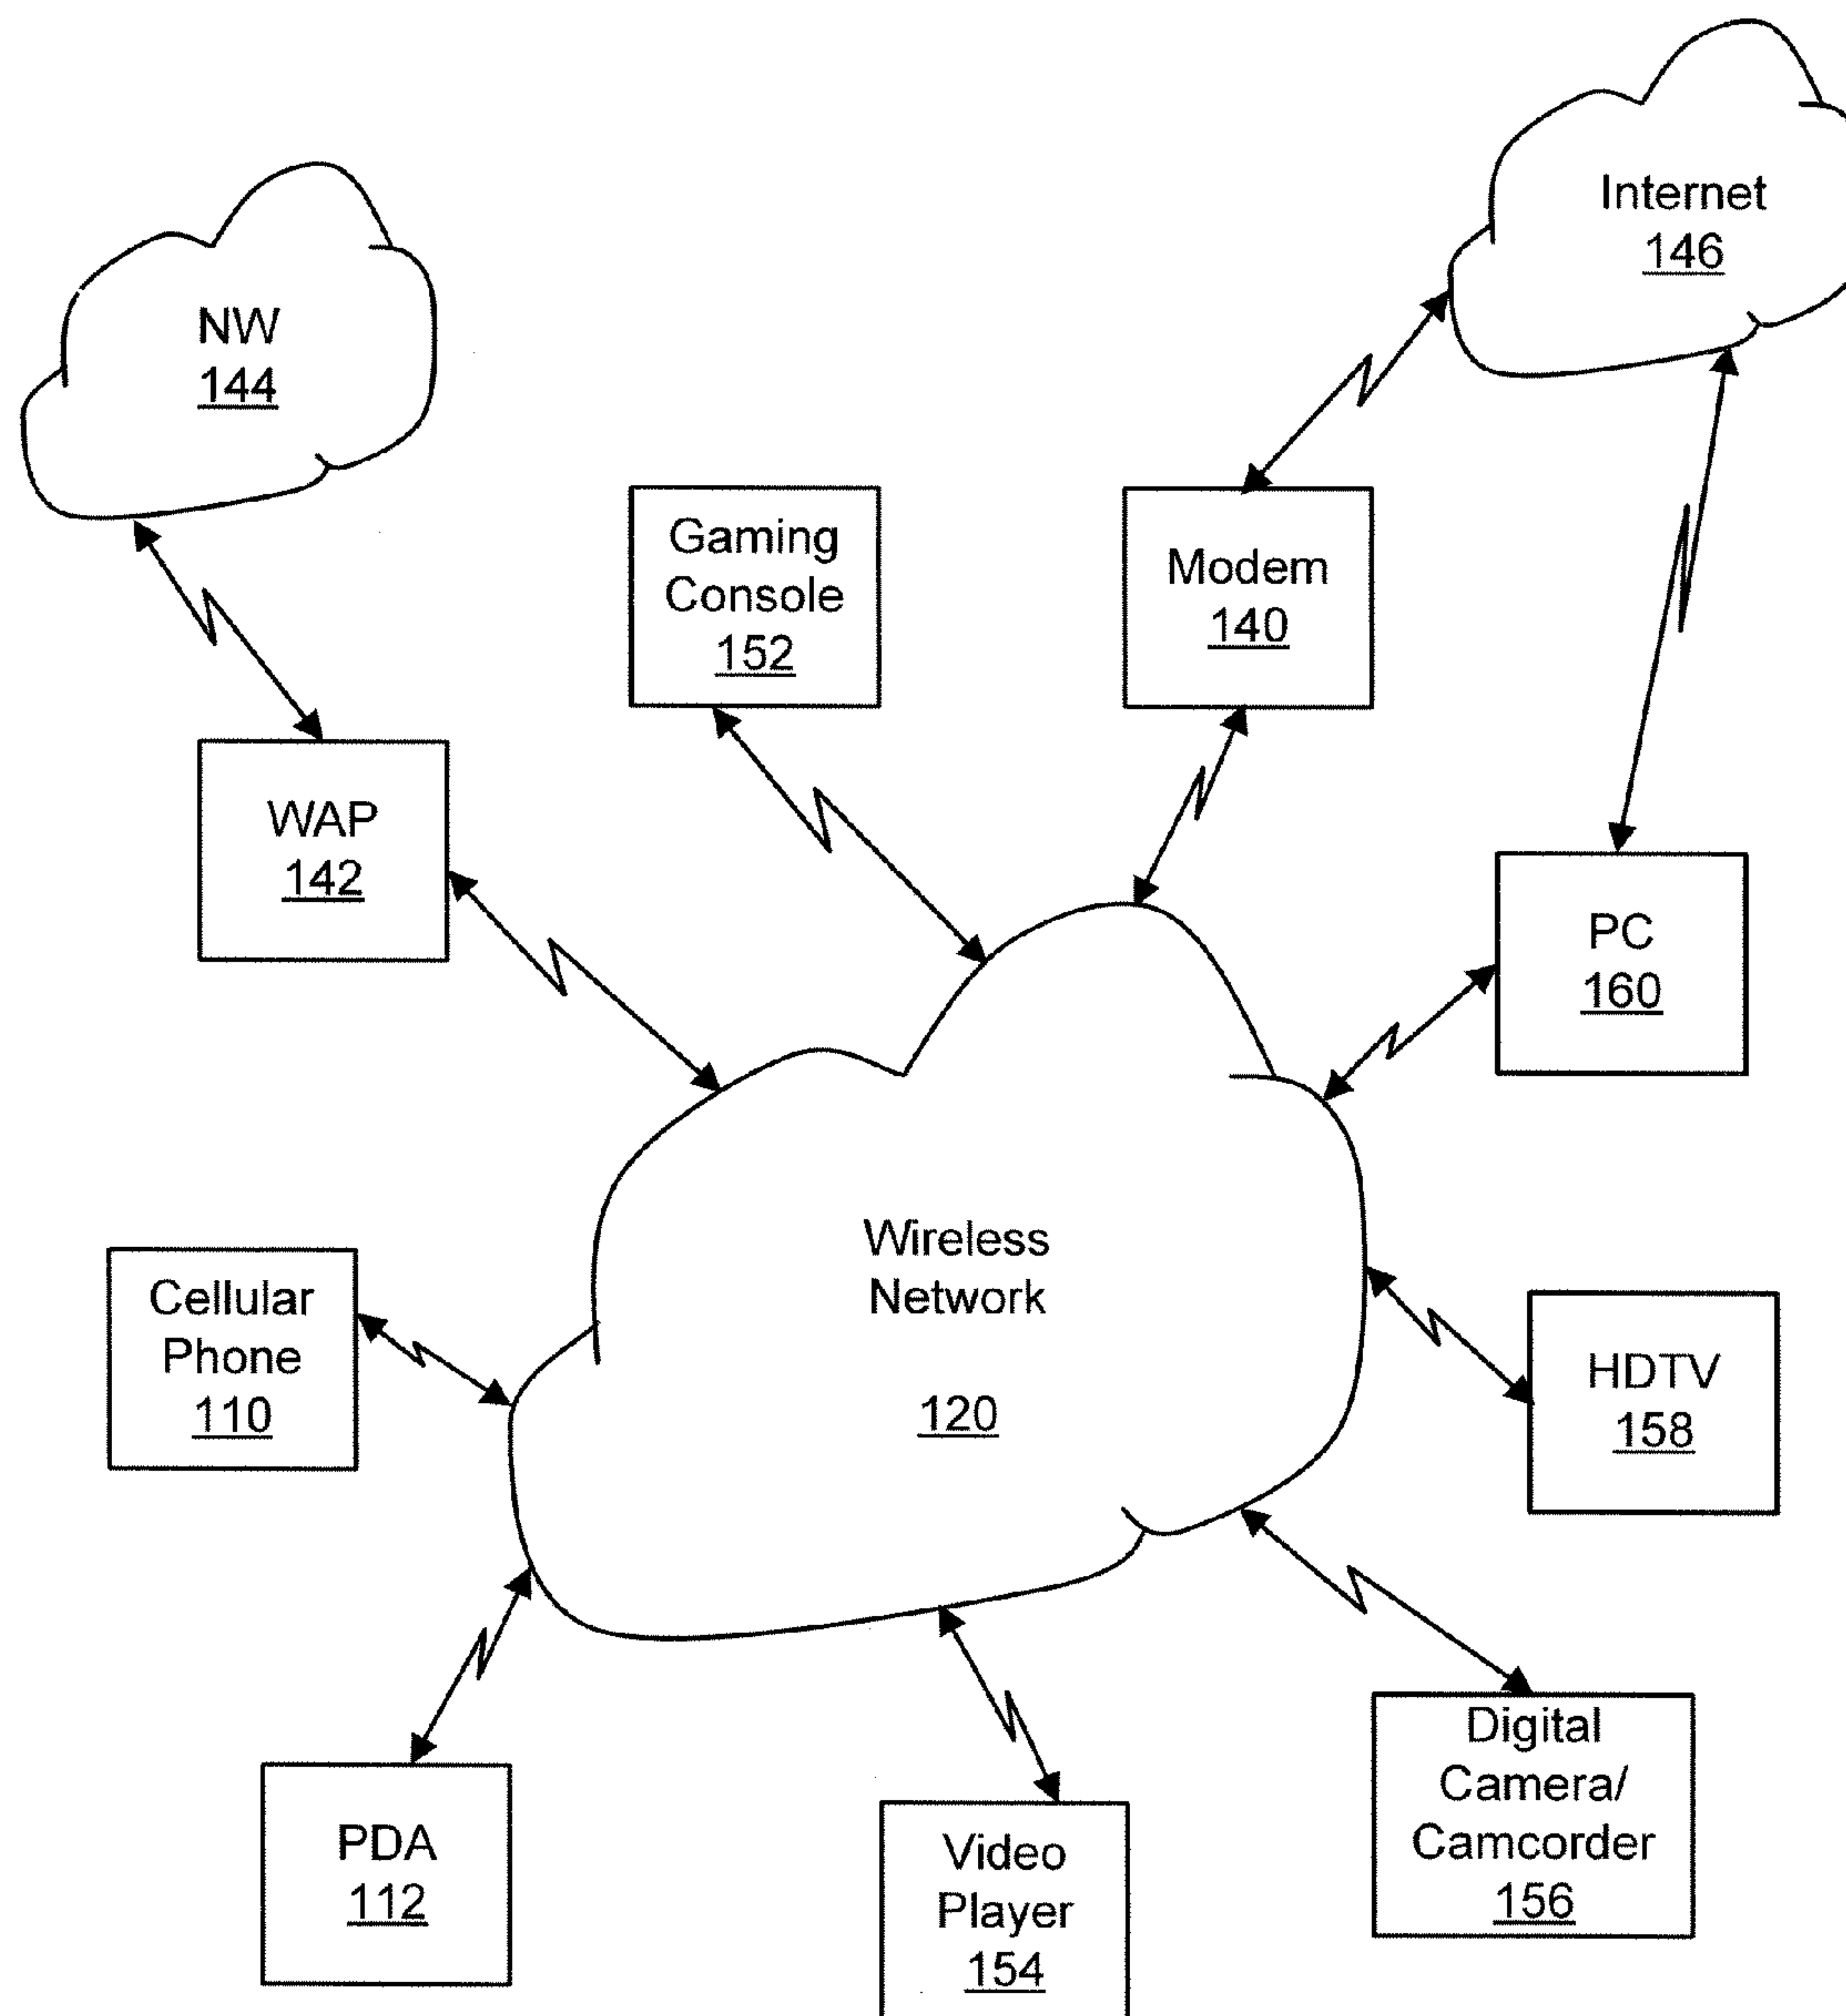 Internet
146
NW
144
Gaming
Console
152
Modem
140
WAP
142
PC
160
Wireless
Network
120
Cellular
Phone
110
HDTV
158
Digital
Camera/
Camcorder
156
PDA
112
Video
Player
154